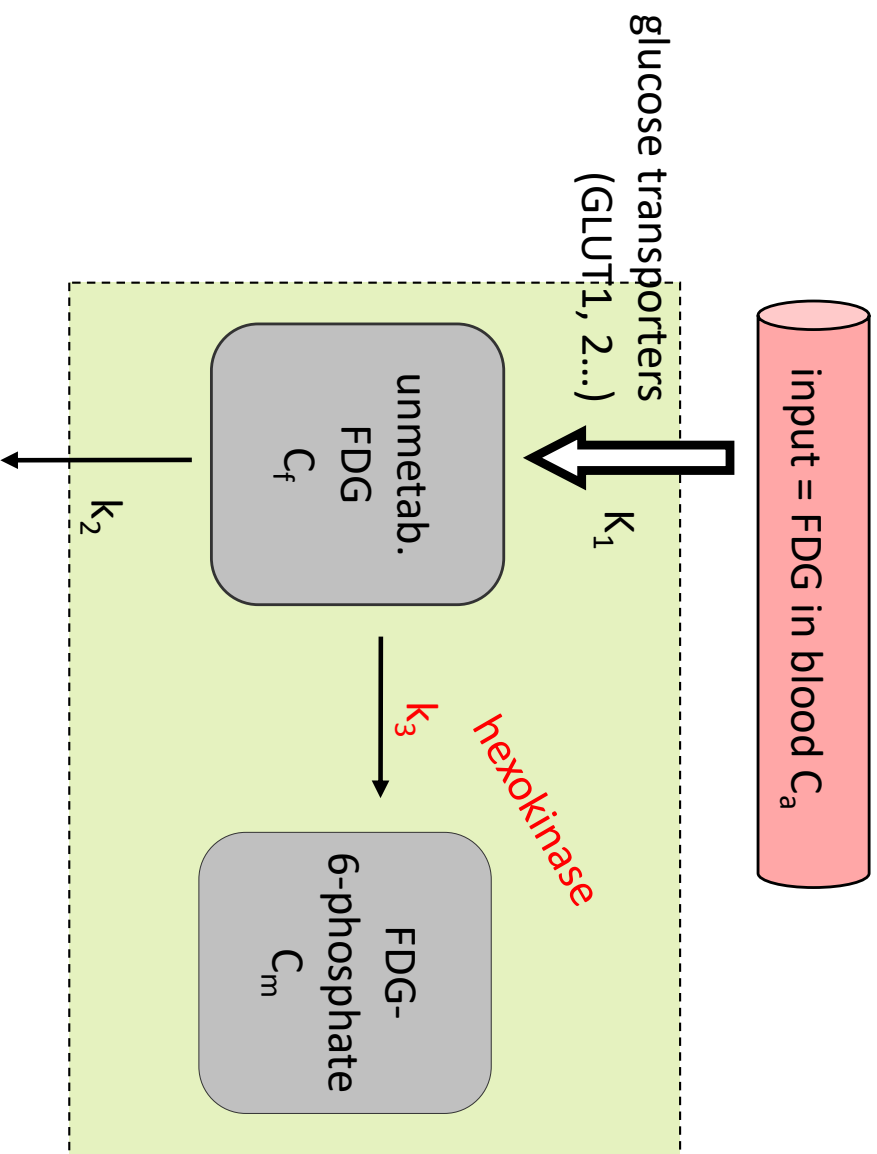 input = FDG in blood Cₐ
glucose transporters
(GLUT1, 2...)
K₁
hexokinase
unmetab.
FDG
C_f
k₃
FDG-
6-phosphate
Cₘ
k₂